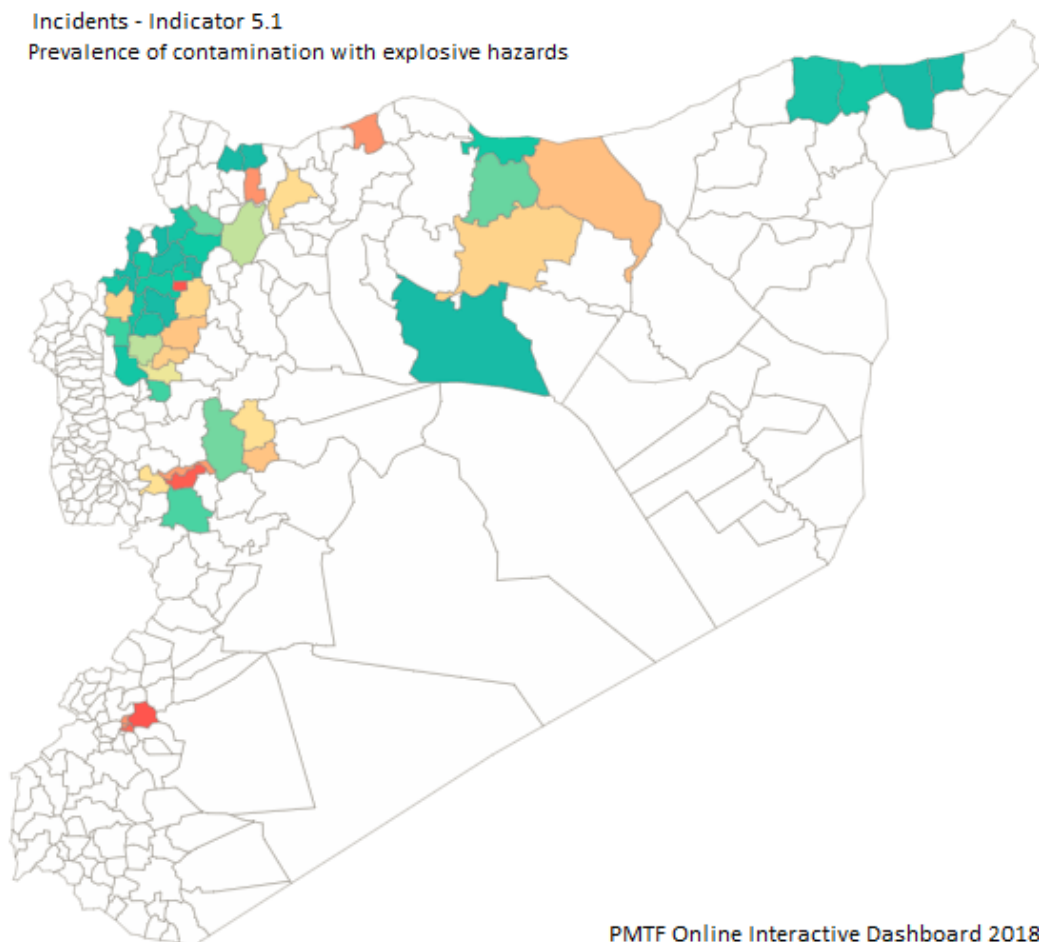 Incidents - Indicator 5.1
Prevalence of contamination with explosive hazards
PMTF Online Interactive Dashboard 2018